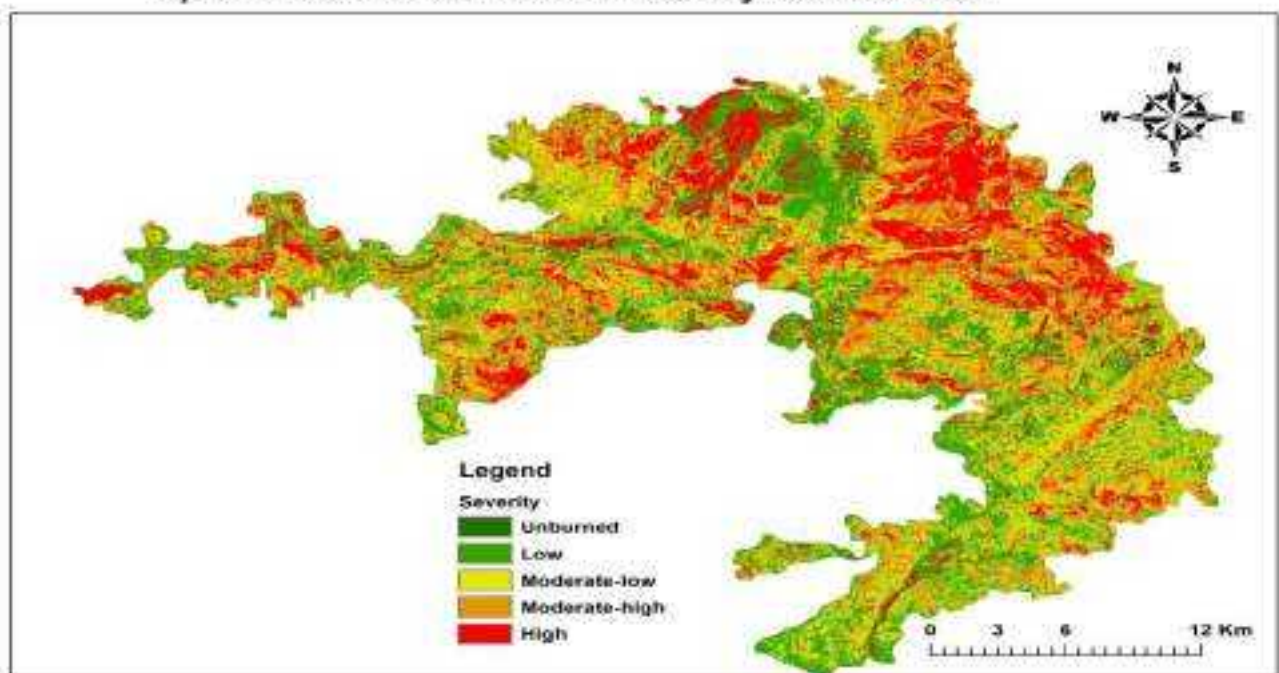 N
W E
S
Legend
Severity
Unburned
Low
Moderate-low
Moderate-high
High
0 3 6 12 Km